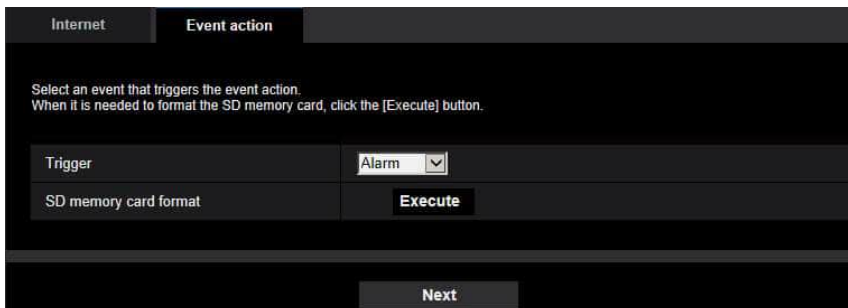 Internet Event action
Select an event that triggers the event action.
When it is needed to format the SD memory card, click the [Execute] button.
Trigger Alarm
SD memory card format Execute
Next